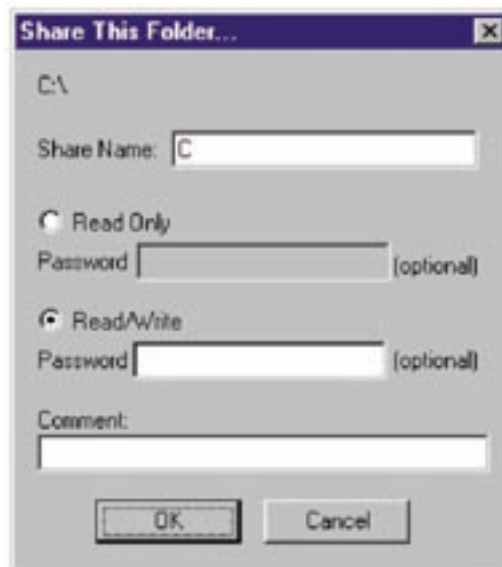 Share This Folder...
C:\
Share Name: C
Read Only
Password (optional)
Read/Write
Password (optional)
Comment:
OK Cancel